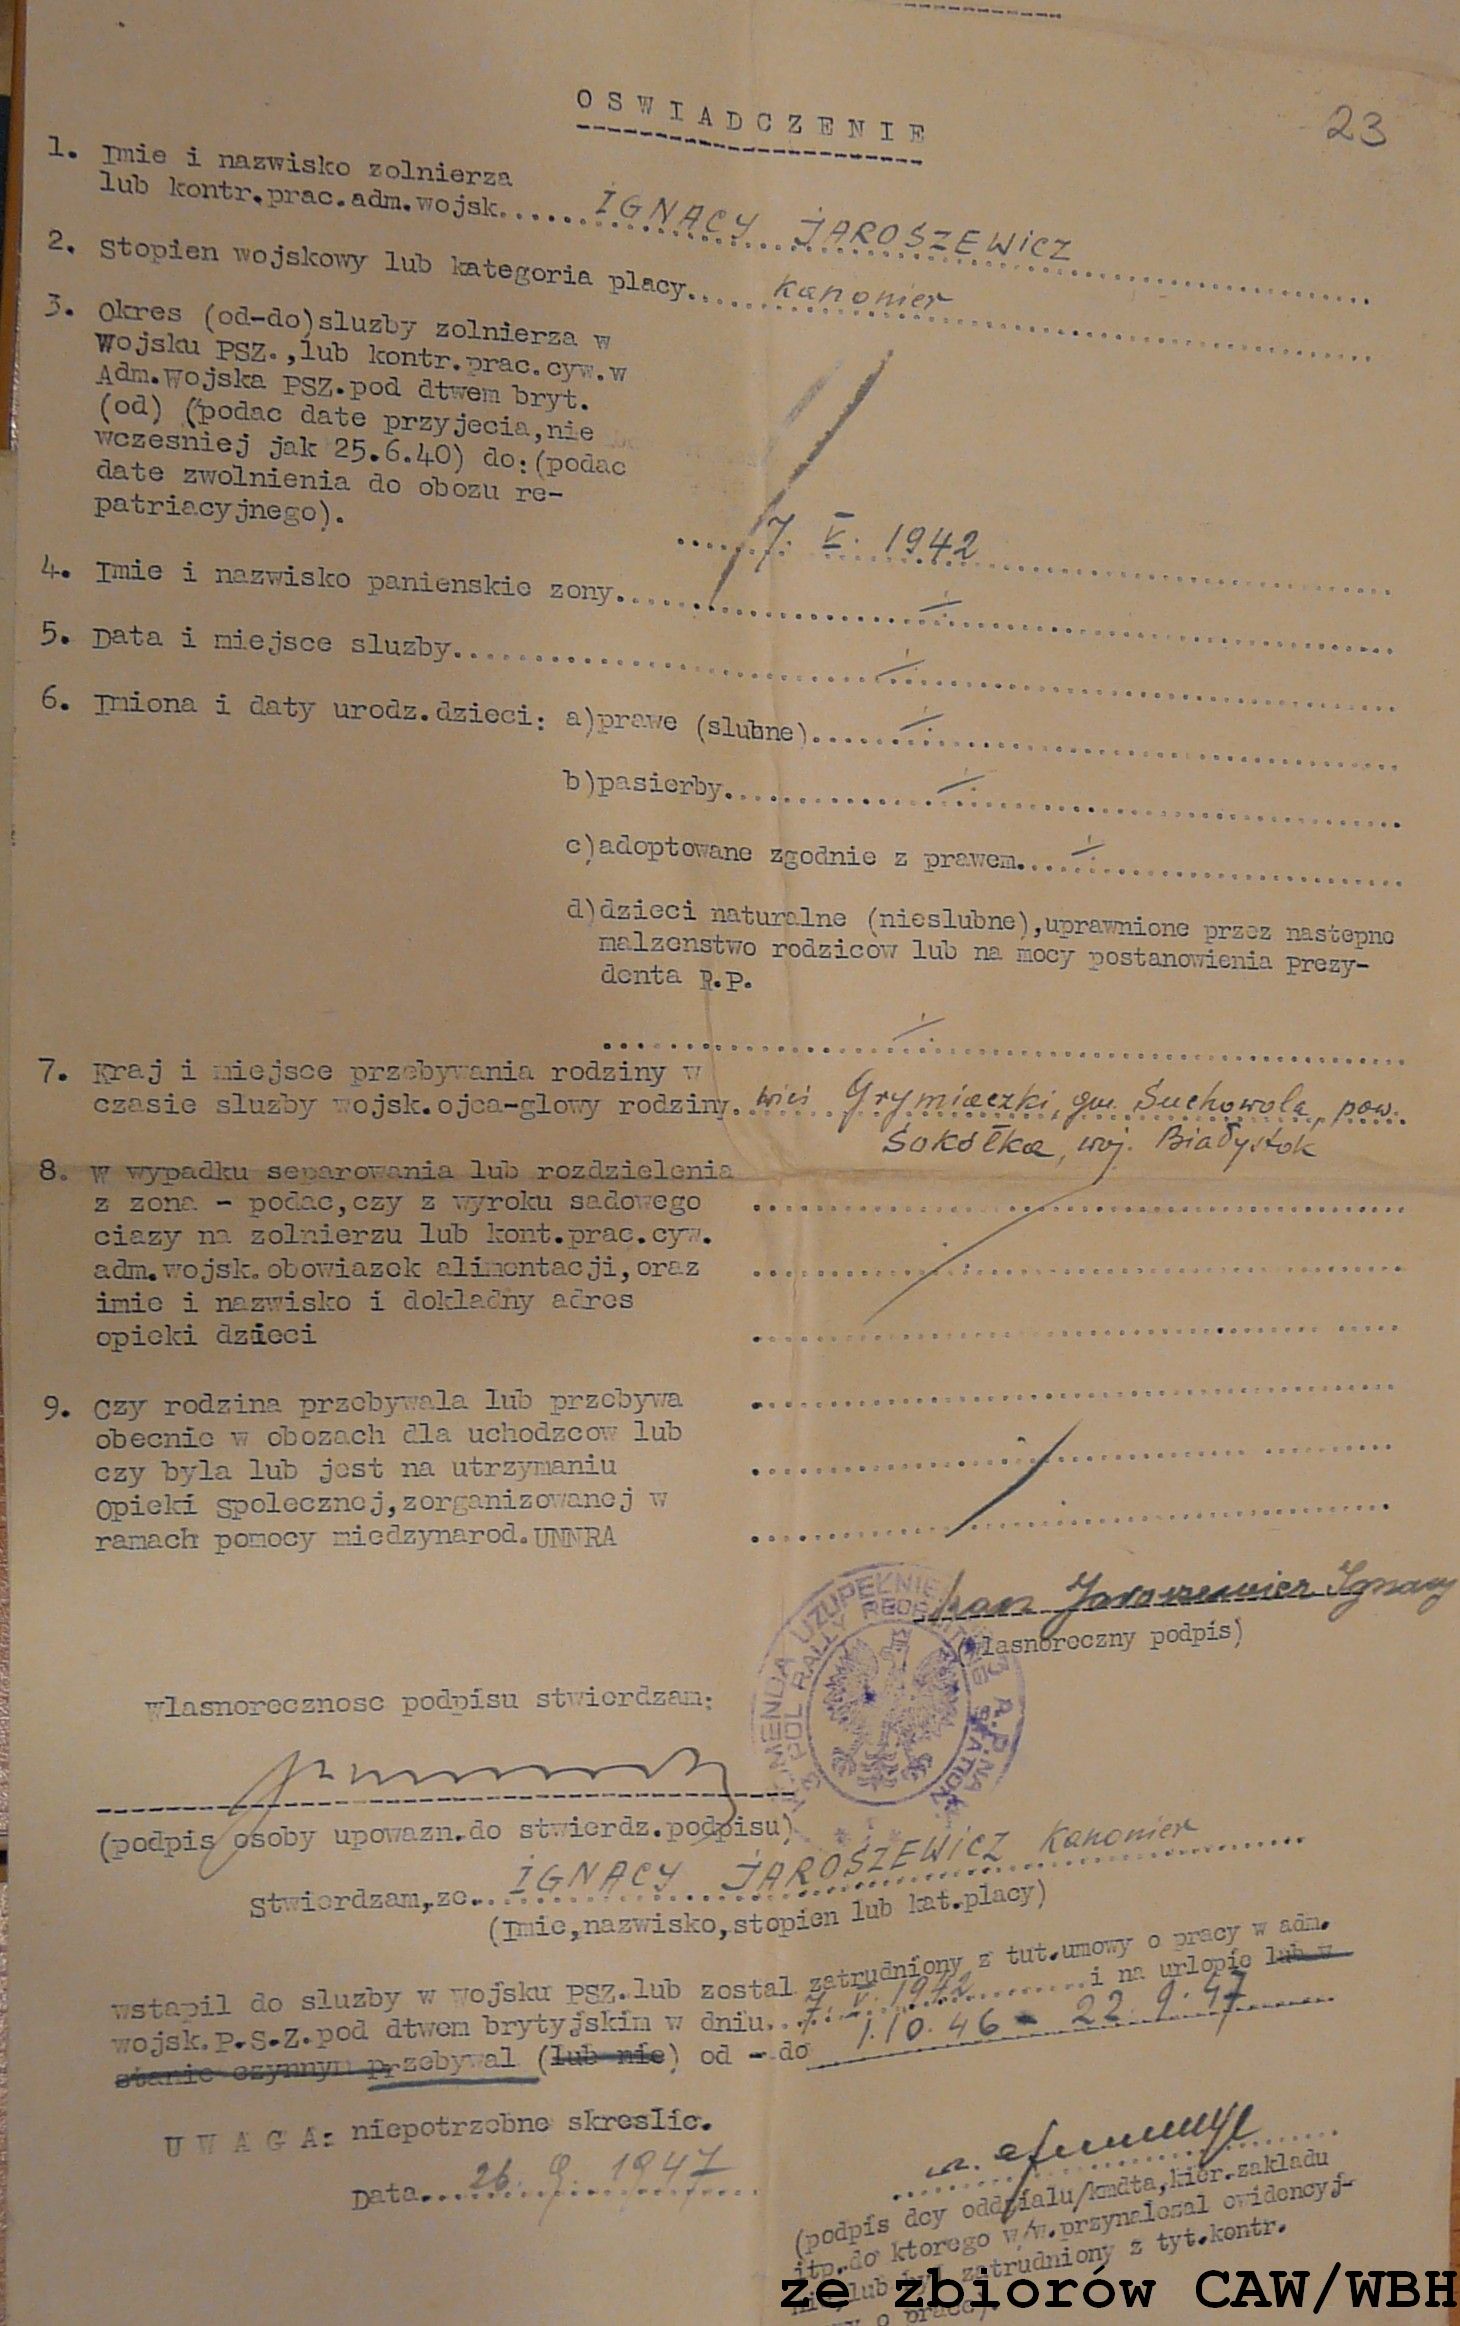 23
OSWIADCZENIE
1. Imie i nazwisko zolnierza
lub kontr.prac.adm.wojsk...... IGNACY JAROSZEWICZ
2. Stopien wojskowy lub kategoria placy..... kanonier
3. Okres (od-do)sluzby zolnierza w
Wojsku PSZ.,lub kontr.prac.cyw.w
Adm.Wojska PSZ.pod dtwem bryt.
(od) (podac date przyjecia,nie
wczesniej jak 25.6.40) do:(podac
date zwolnienia do obozu re-
patriacyjnego).
7. V. 1942
4. Imie i nazwisko panienskie zony
5. Data i miejsce sluzby
6. Imiona i daty urodz.dzieci: a)prawe (slubne)
b)pasierby
c)adoptowane zgodnie z prawem
d)dzieci naturalne (nieslubne),uprawnione przez nastepne
malzenstwo rodzicow lub na mocy postanowienia Prezy-
denta R.P.
7. Kraj i miejsce przebywania rodziny w
czasie sluzby wojsk.ojca-glowy rodziny. wieś Grymiaczki, gm. Suchowola, pow.
Sokółka, woj. Białystok
8. W wypadku separowania lub rozdzielenia
z zona - podac,czy z wyroku sadowego
ciazy na zolnierzu lub kont.prac.cyw.
adm.wojsk.obowiazek alimentacji,oraz
imie i nazwisko i dokladny adres
opieki dzieci
9. Czy rodzina przebywala lub przebywa
obecnie w obozach dla uchodzcow lub
czy byla lub jest na utrzymaniu
Opieki Spolecznej,zorganizowanej w
ramach pomocy miedzynarod.UNNRA
kan Jaroszewicz Ignacy
(wlasnoreczny podpis)
Wlasnorecznosc podpisu stwierdzam:
(podpis osoby upowazn.do stwierdz.podpisu)
Stwierdzam,ze.. IGNACY JAROSZEWICZ kanonier
(Imie,nazwisko,stopien lub kat.placy)
wstapil do sluzby w Wojsku PSZ.lub zostal zatrudniony z tut.umowy o pracy w adm.
wojsk.P.S.Z.pod dtwem brytyjskim w dniu.. 7. V. 1942 ....i na urlopie lub w
stanie czynnym przebywal (lub nie) od - do 1.10.46 - 22.9.47
UWAGA: niepotrzebne skreslic.
Data.. 26. 9. 1947
(podpis dcy oddzialu/kmdta,kier.zakladu
itp.do ktorego w/w.przynalezal ewidencyj-
nie,lub byl zatrudniony z tyt.kontr.
o prace).
ze zbiorów CAW/WBH